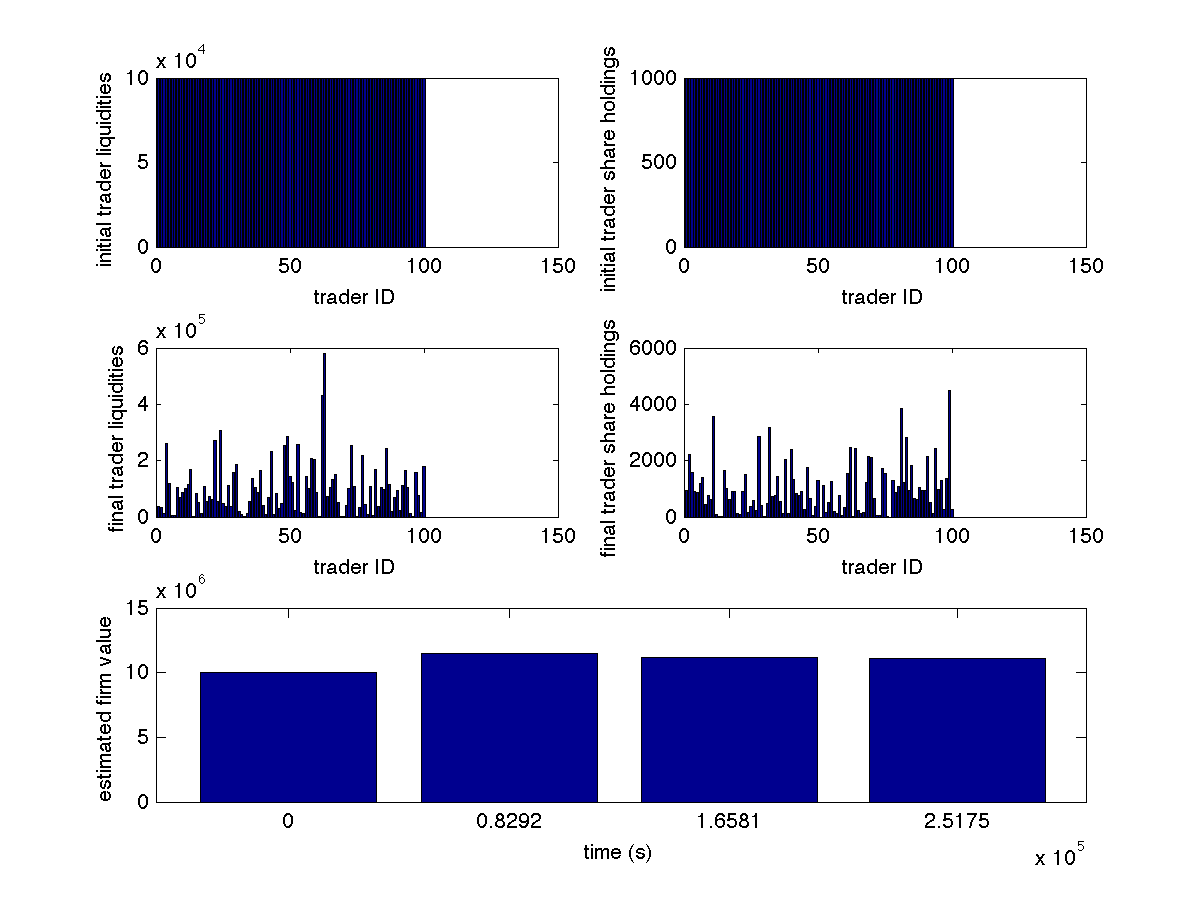 x 10^4
10
5
0
initial trader liquidities
0 50 100 150
trader ID
1000
500
0
initial trader share holdings
0 50 100 150
trader ID
x 10^5
6
4
2
0
final trader liquidities
0 50 100 150
trader ID
6000
4000
2000
0
final trader share holdings
0 50 100 150
trader ID
x 10^6
15
10
5
0
estimated firm value
0 0.8292 1.6581 2.5175
time (s)
x 10^5